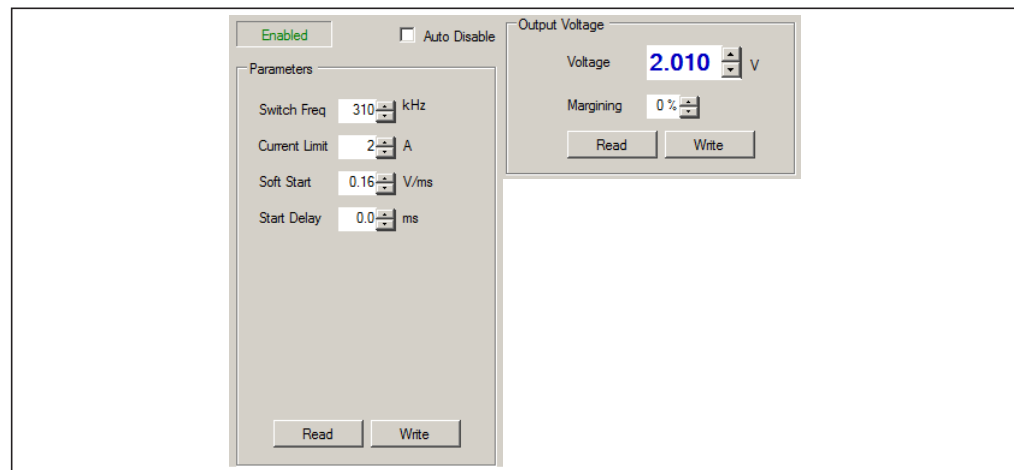 Enabled
Auto Disable
Parameters
Switch Freq 310 kHz
Current Limit 2 A
Soft Start 0.16 V/ms
Start Delay 0.0 ms
Read Write
Output Voltage
Voltage 2.010 V
Margining 0 %
Read Write